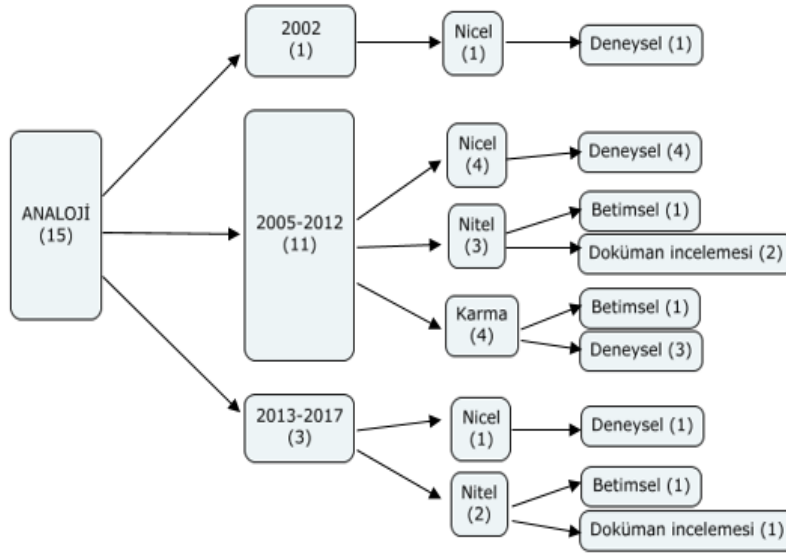 ANALOJİ
(15)
2002
(1)
Nicel
(1)
Deneysel (1)
2005-2012
(11)
Nicel
(4)
Deneysel (4)
Nitel
(3)
Betimsel (1)
Doküman incelemesi (2)
Karma
(4)
Betimsel (1)
Deneysel (3)
2013-2017
(3)
Nicel
(1)
Deneysel (1)
Nitel
(2)
Betimsel (1)
Doküman incelemesi (1)